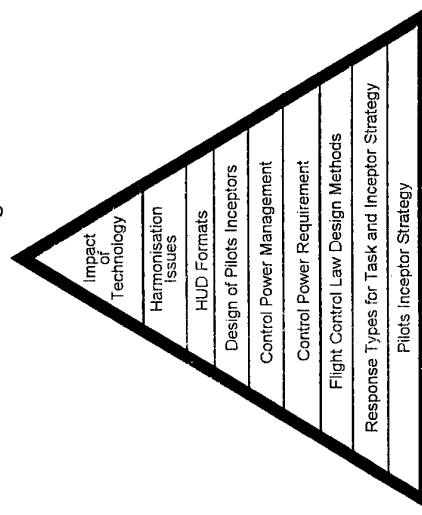 Impact
of
Technology
Harmonisation
Issues
HUD Formats
Design of Pilots Inceptors
Control Power Management
Control Power Requirement
Flight Control Law Design Methods
Response Types for Task and Inceptor Strategy
Pilots Inceptor Strategy